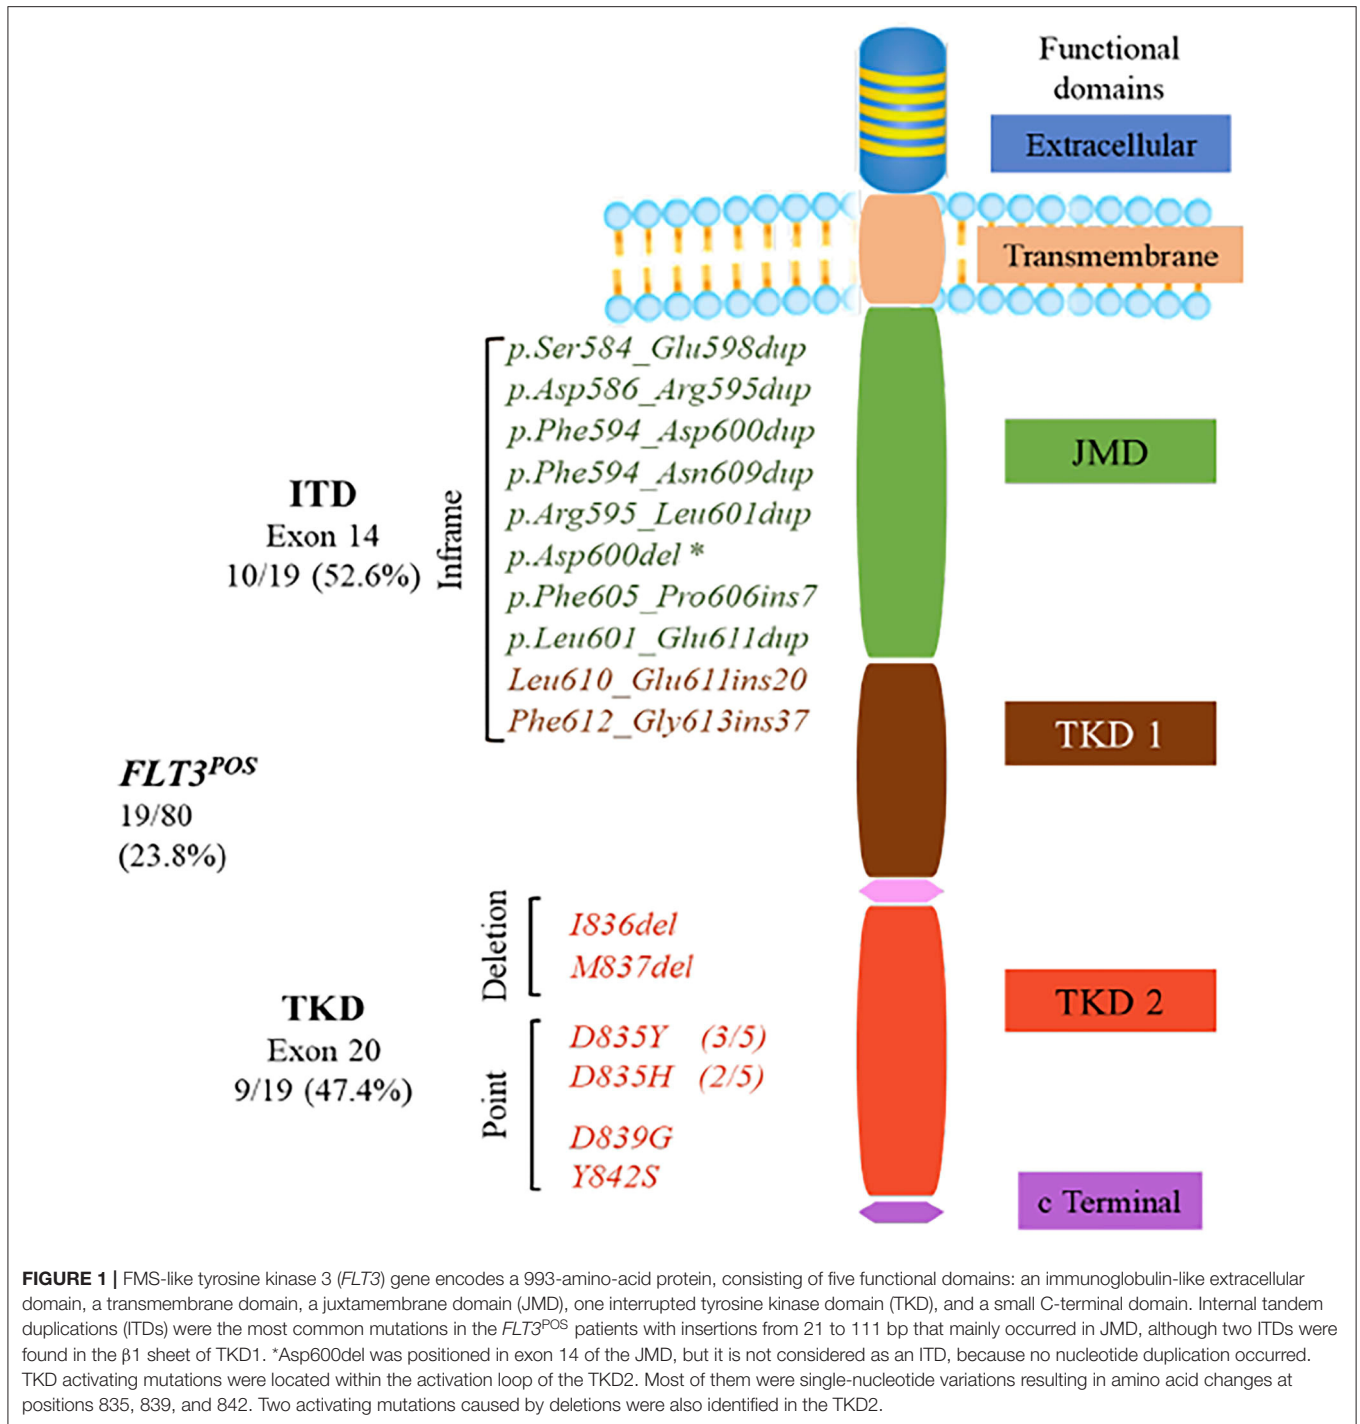 Functional
domains
Extracellular
Transmembrane
p.Ser584_Glu598dup
p.Asp586_Arg595dup
p.Phe594_Asp600dup
p.Phe594_Asn609dup
p.Arg595_Leu601dup
p.Asp600del *
p.Phe605_Pro606ins7
p.Leu601_Glu611dup
Leu610_Glu611ins20
Phe612_Gly613ins37
Inframe
ITD
Exon 14
10/19 (52.6%)
JMD
TKD 1
FLT3POS
19/80
(23.8%)
Deletion
I836del
M837del
TKD
Exon 20
9/19 (47.4%)
Point
D835Y (3/5)
D835H (2/5)
D839G
Y842S
TKD 2
c Terminal
FIGURE 1 | FMS-like tyrosine kinase 3 (FLT3) gene encodes a 993-amino-acid protein, consisting of five functional domains: an immunoglobulin-like extracellular
domain, a transmembrane domain, a juxtamembrane domain (JMD), one interrupted tyrosine kinase domain (TKD), and a small C-terminal domain. Internal tandem
duplications (ITDs) were the most common mutations in the FLT3POS patients with insertions from 21 to 111 bp that mainly occurred in JMD, although two ITDs were
found in the β1 sheet of TKD1. *Asp600del was positioned in exon 14 of the JMD, but it is not considered as an ITD, because no nucleotide duplication occurred.
TKD activating mutations were located within the activation loop of the TKD2. Most of them were single-nucleotide variations resulting in amino acid changes at
positions 835, 839, and 842. Two activating mutations caused by deletions were also identified in the TKD2.